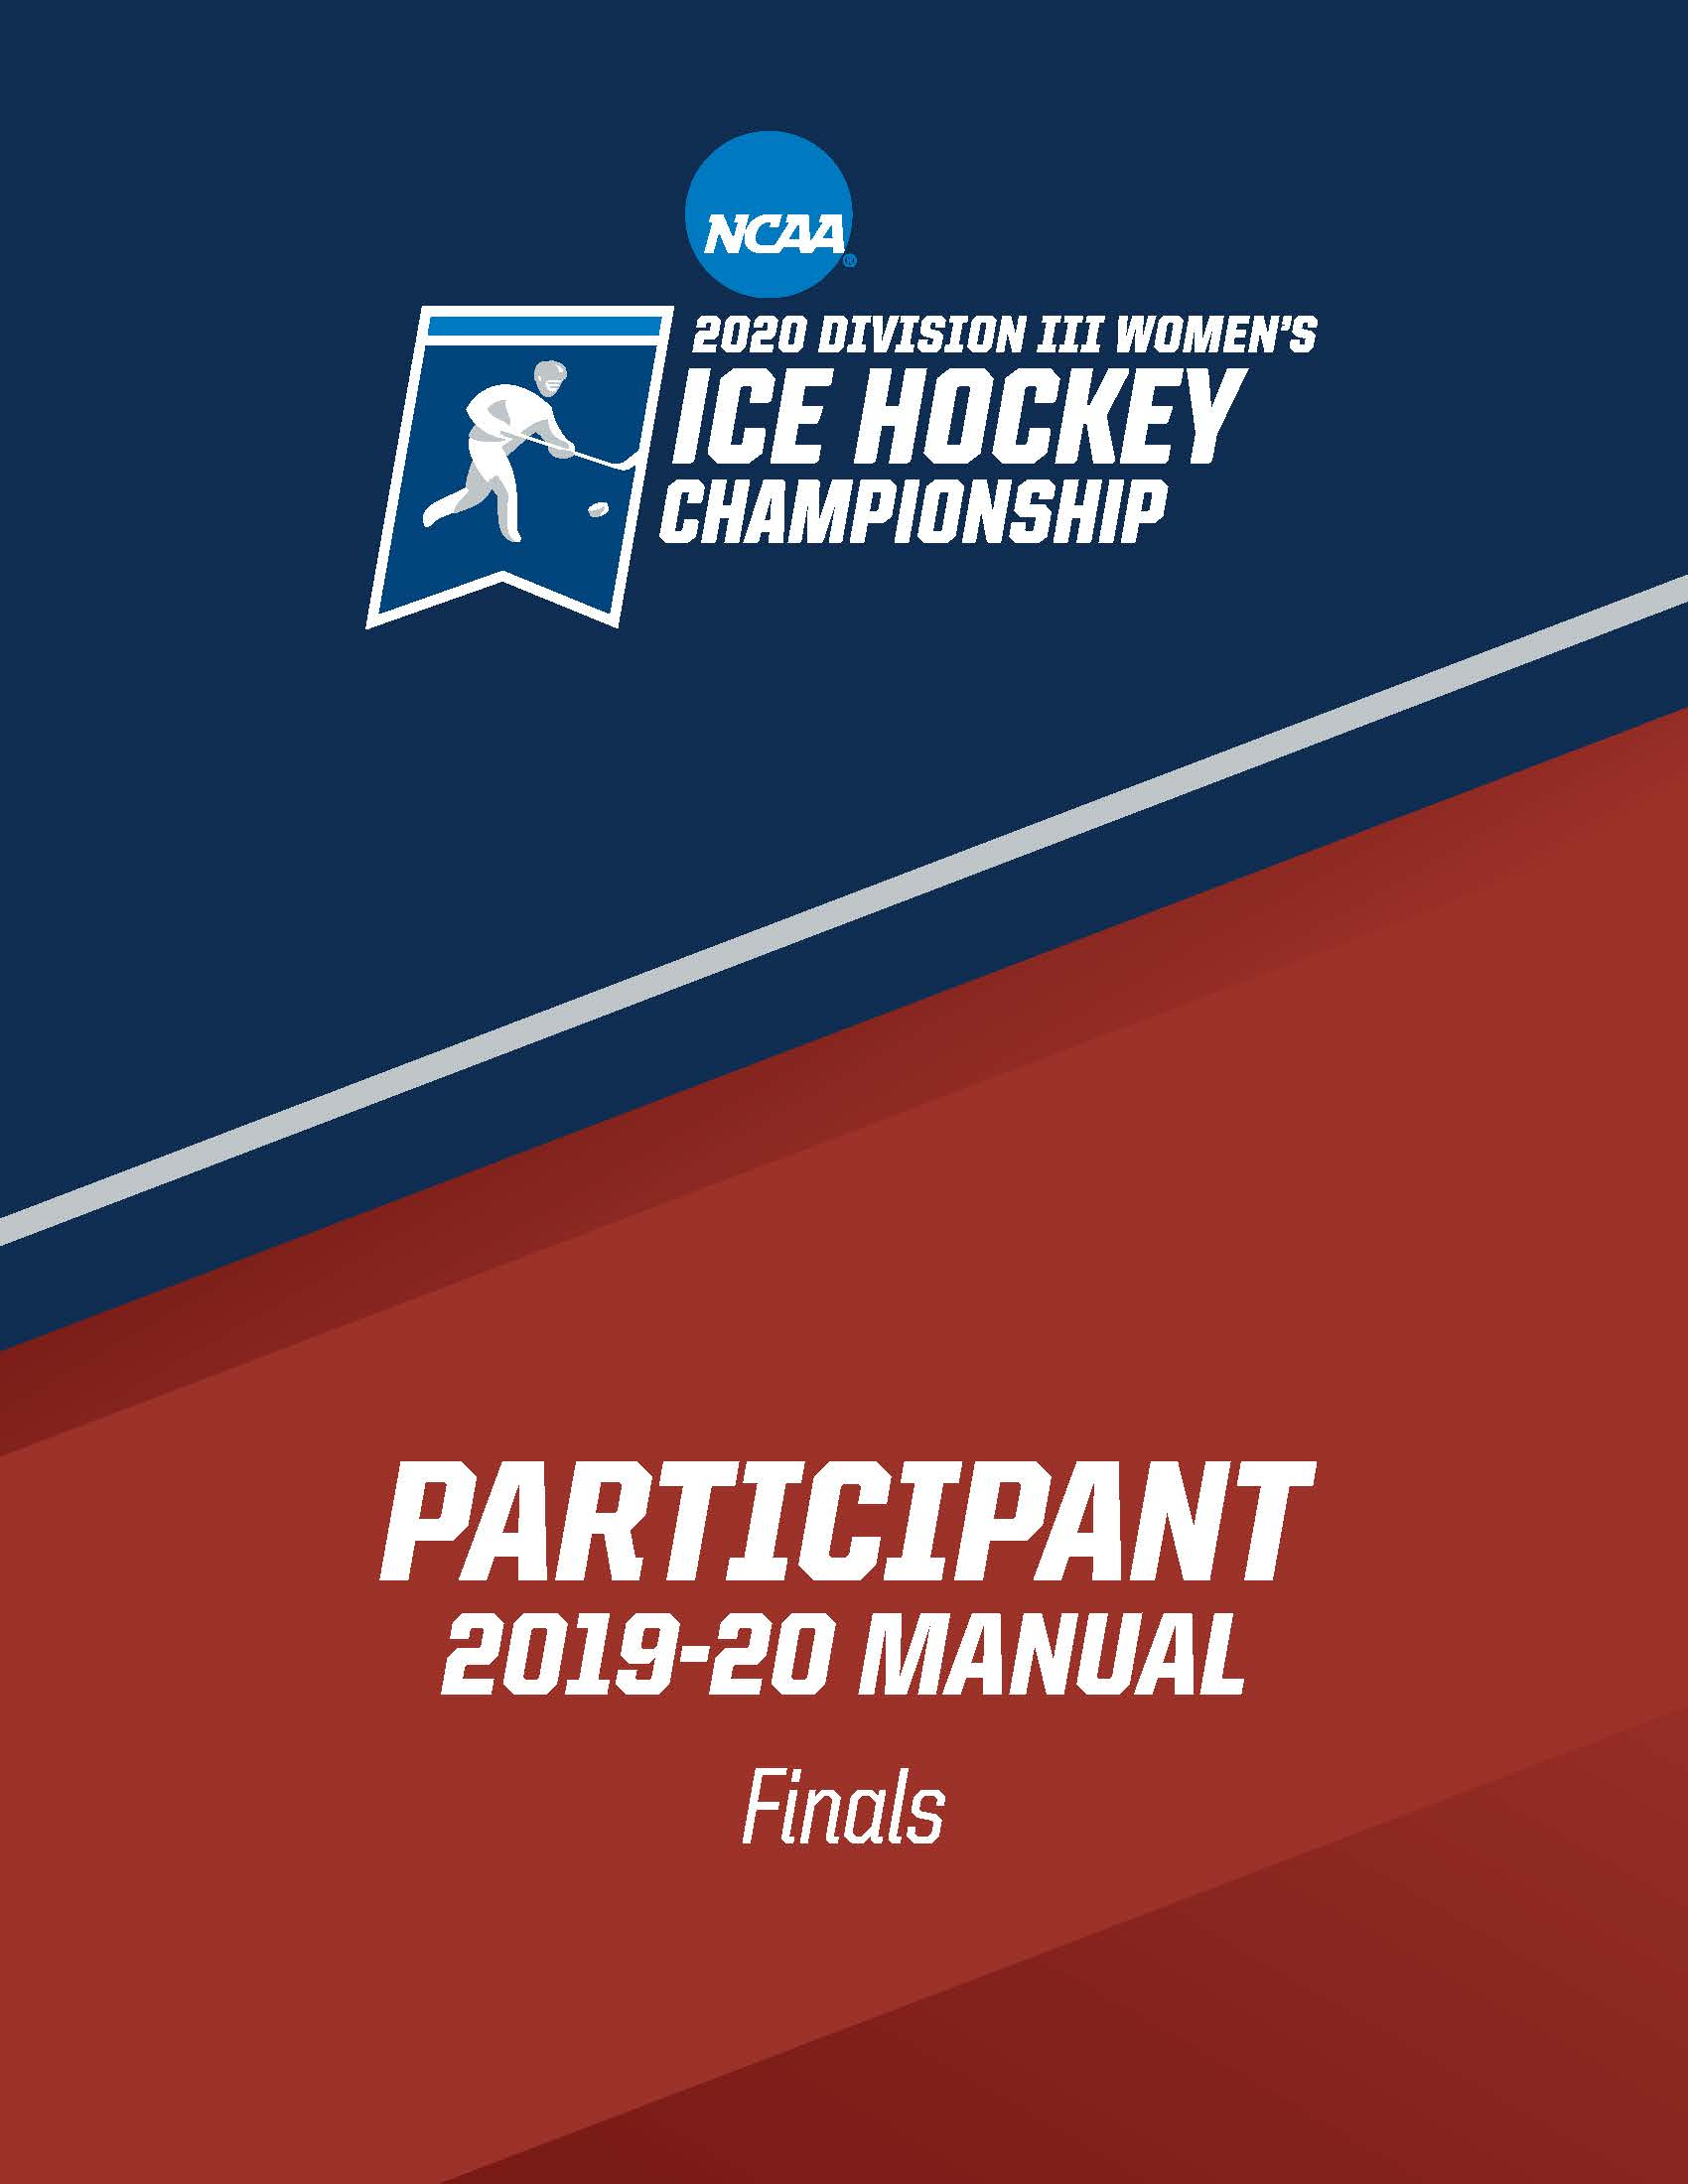 NCAA®
2020 DIVISION III WOMEN'S
ICE HOCKEY
CHAMPIONSHIP
PARTICIPANT
2019-20 MANUAL
Finals